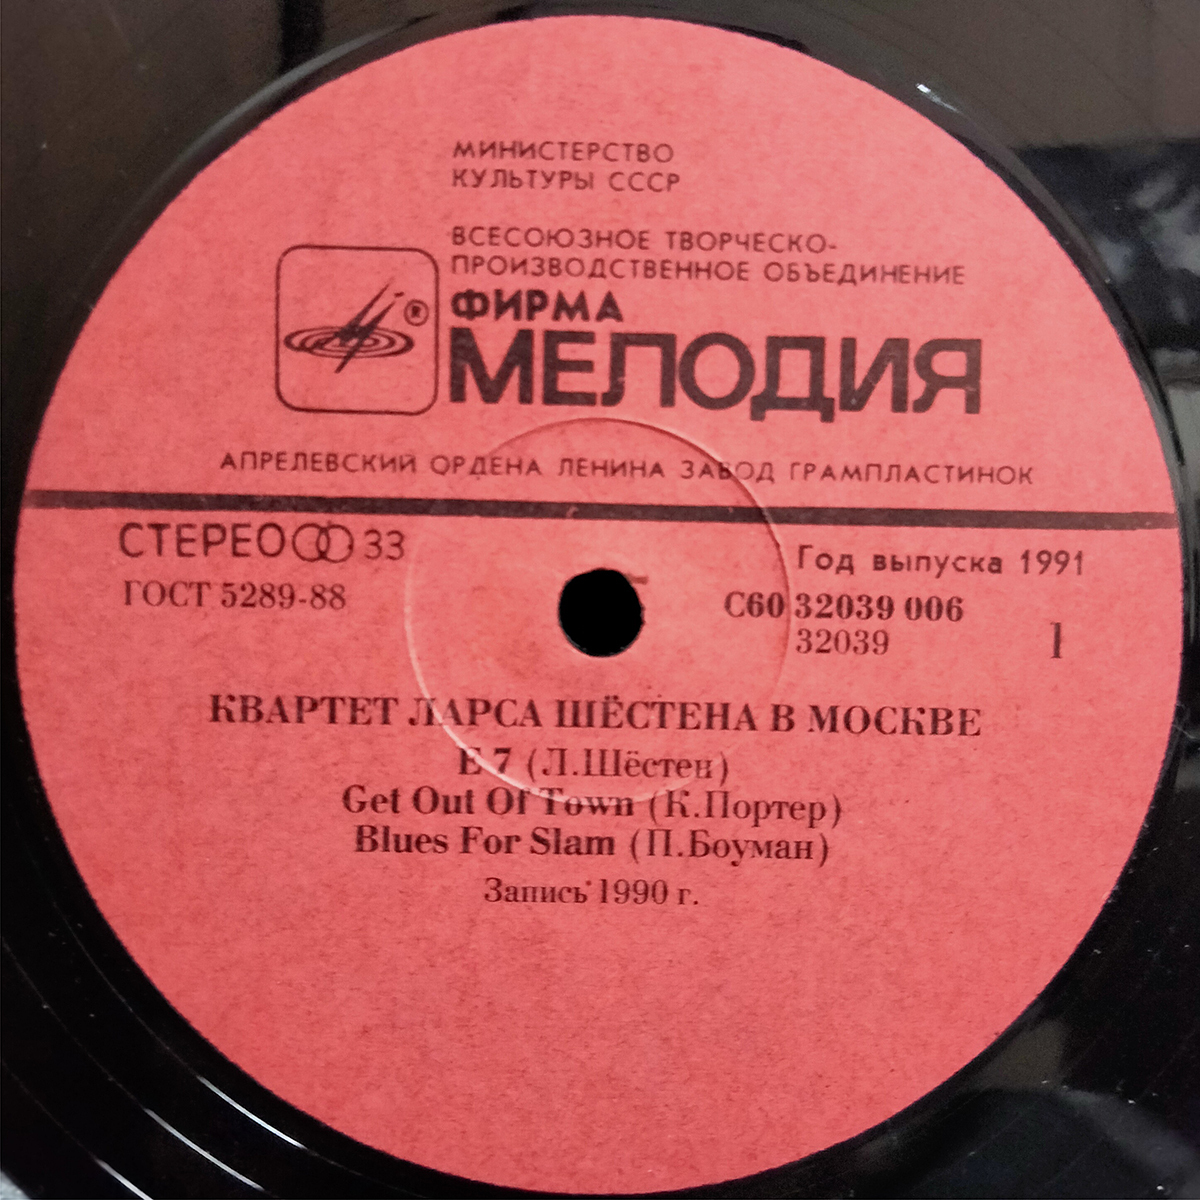 МИНИСТЕРСТВО
КУЛЬТУРЫ СССР
ВСЕСОЮЗНОЕ ТВОРЧЕСКО-
ПРОИЗВОДСТВЕННОЕ ОБЪЕДИНЕНИЕ
®
ФИРМА
МЕЛОДИЯ
АПРЕЛЕВСКИЙ ОРДЕНА ЛЕНИНА ЗАВОД ГРАМПЛАСТИНОК
СТЕРЕО 33
ГОСТ 5289-88
Год выпуска 1991
С60 32039 006
32039
1
КВАРТЕТ ЛАРСА ШЁСТЕНА В МОСКВЕ
E 7 (Л.Шёстен)
Get Out Of Town (К.Портер)
Blues For Slam (П.Боуман)
Запись 1990 г.